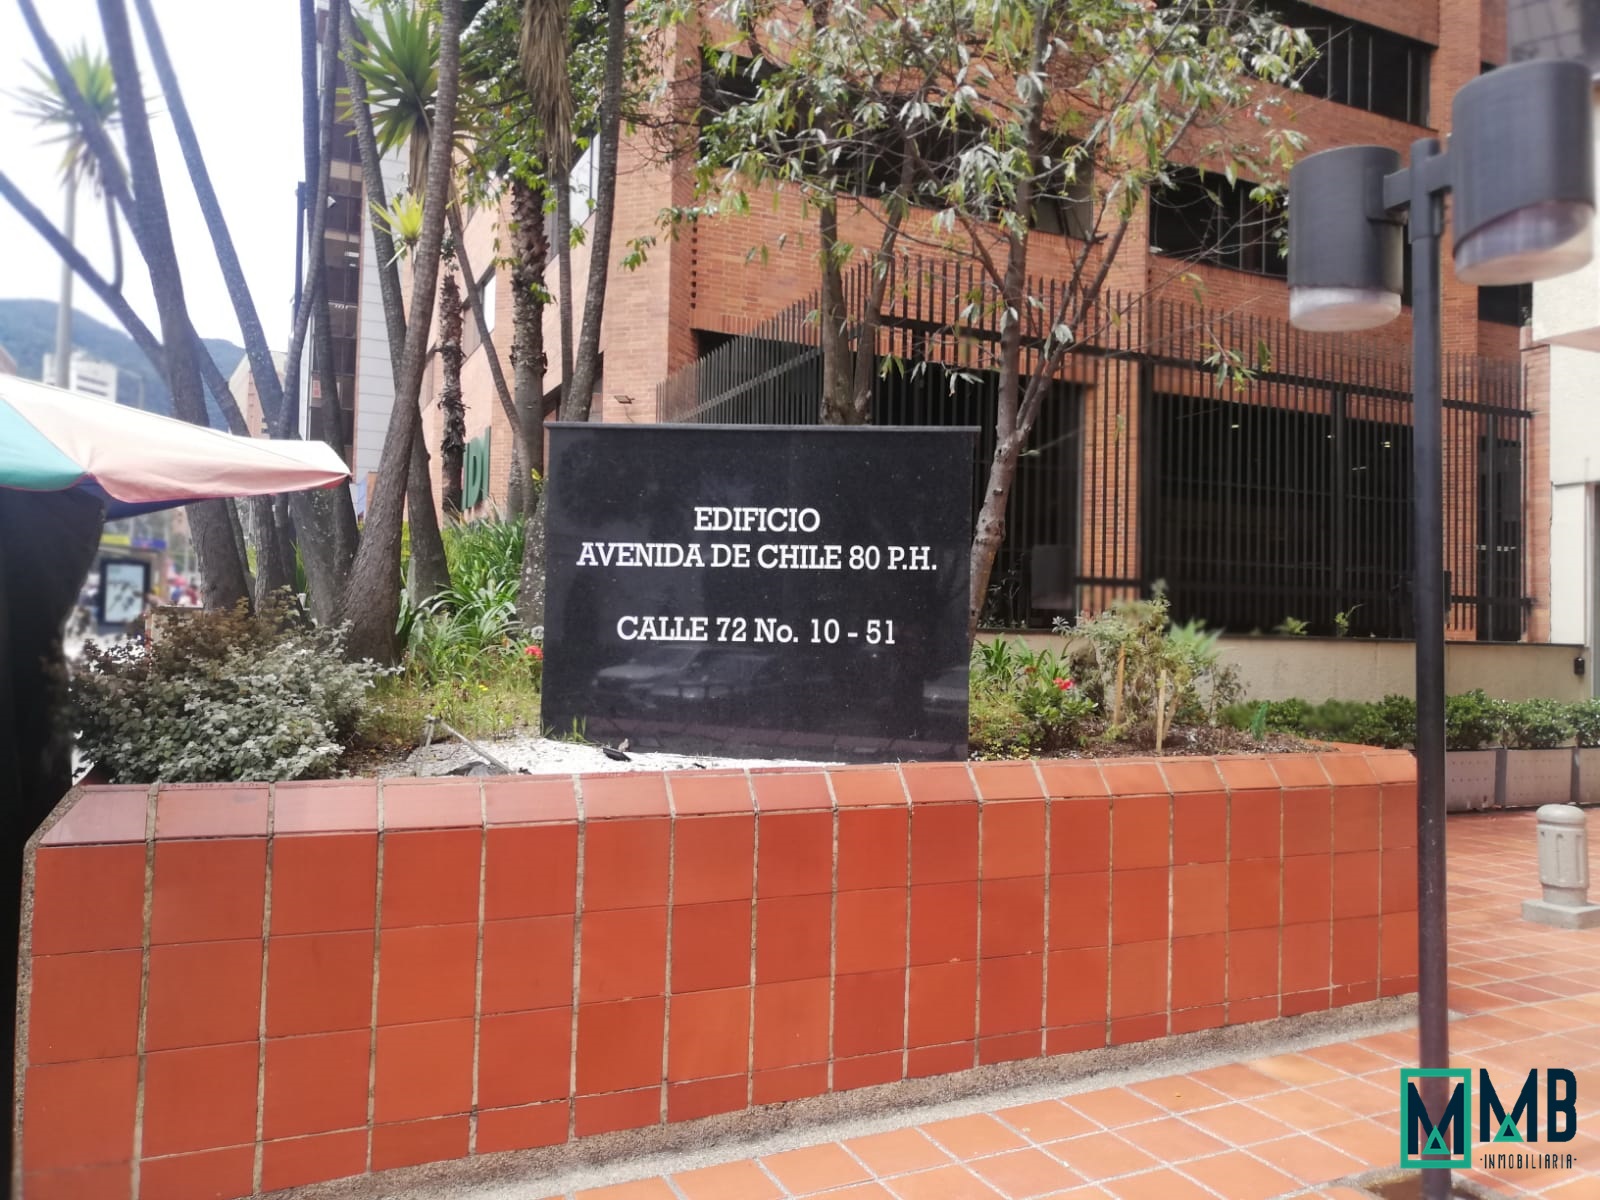 EDIFICIO
AVENIDA DE CHILE 80 P.H.
CALLE 72 No. 10 - 51
MB
·INMOBILIARIA·